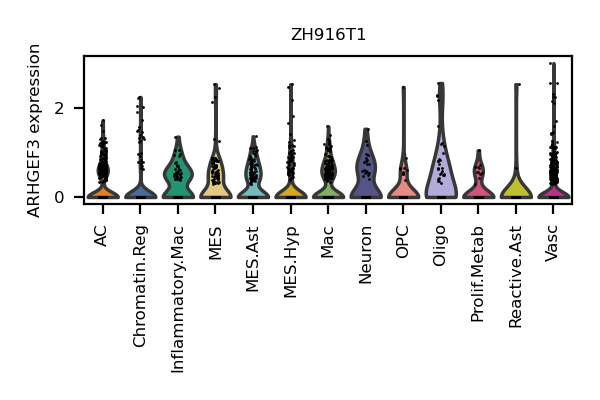 ZH916T1
ARHGEF3 expression
2
0
AC
Chromatin.Reg
Inflammatory.Mac
MES
MES.Ast
MES.Hyp
Mac
Neuron
OPC
Oligo
Prolif.Metab
Reactive.Ast
Vasc